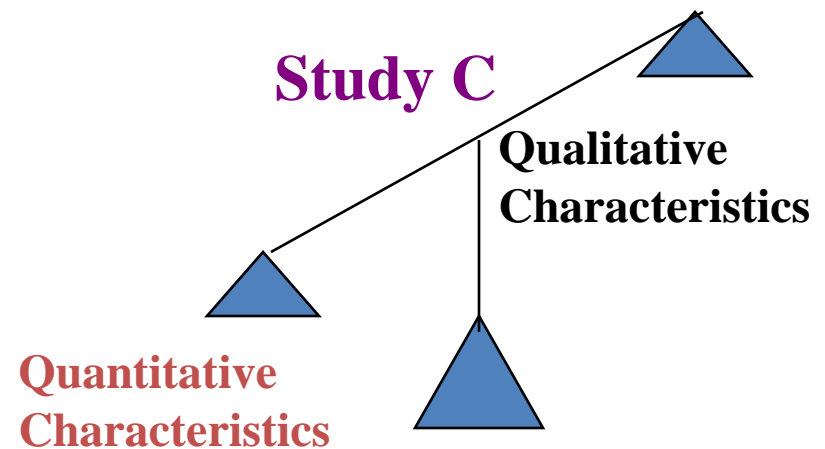 Study C
Qualitative
Characteristics
Quantitative
Characteristics